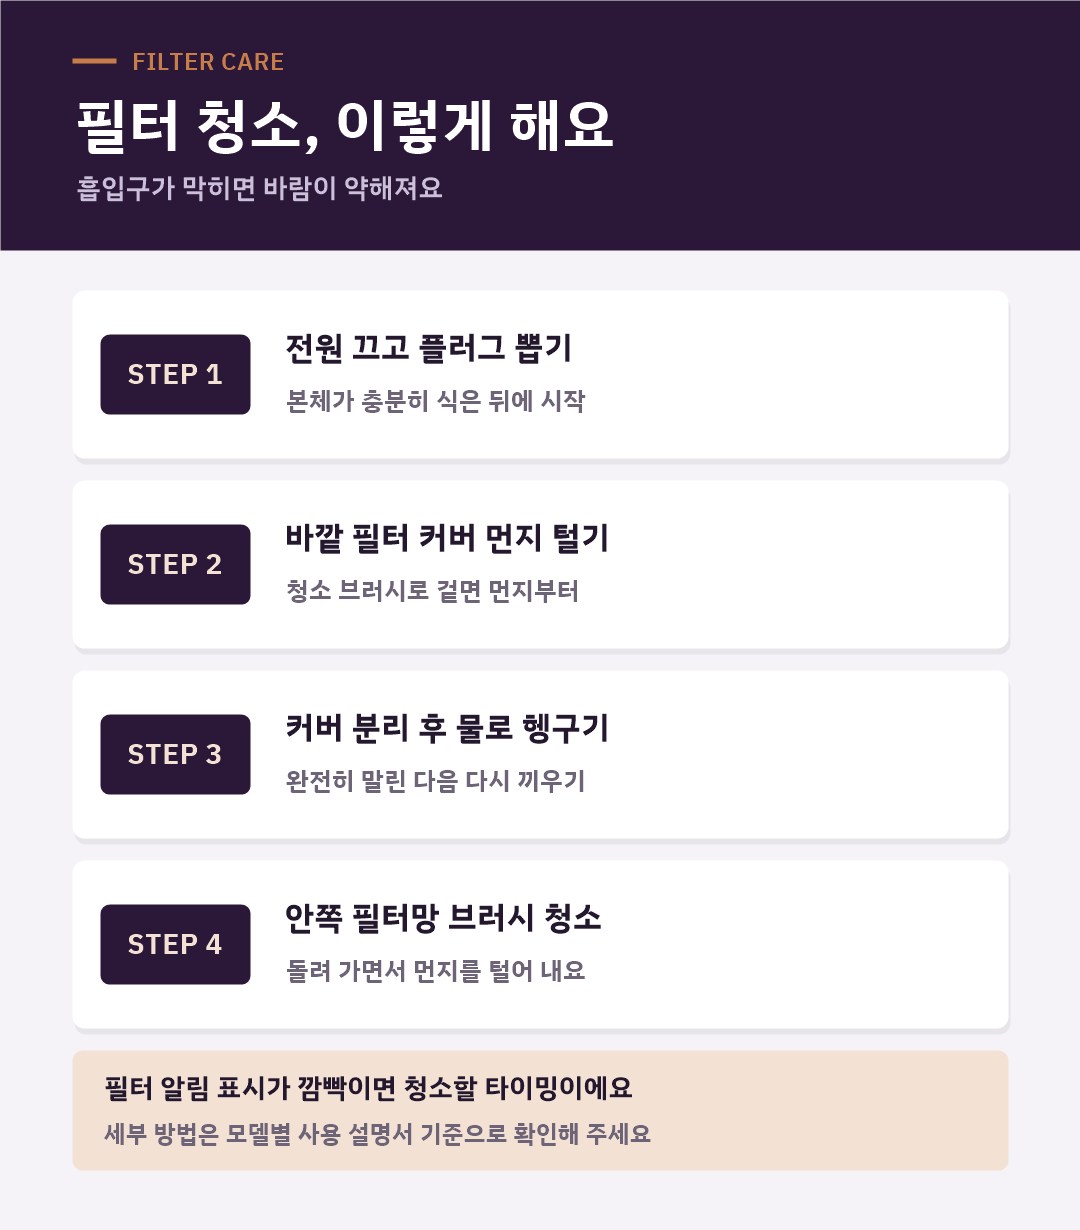 FILTER CARE
필터 청소, 이렇게 해요
흡입구가 막히면 바람이 약해져요
STEP 1
전원 끄고 플러그 뽑기
본체가 충분히 식은 뒤에 시작
STEP 2
바깥 필터 커버 먼지 털기
청소 브러시로 겉면 먼지부터
STEP 3
커버 분리 후 물로 헹구기
완전히 말린 다음 다시 끼우기
STEP 4
안쪽 필터망 브러시 청소
돌려 가면서 먼지를 털어 내요
필터 알림 표시가 깜빡이면 청소할 타이밍이에요
세부 방법은 모델별 사용 설명서 기준으로 확인해 주세요